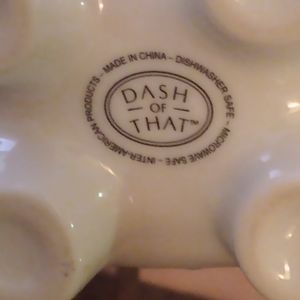 INTER-AMERICAN PRODUCTS – MADE IN CHINA – DISHWASHER SAFE – MICROWAVE SAFE –
DASH
– OF –
THAT™